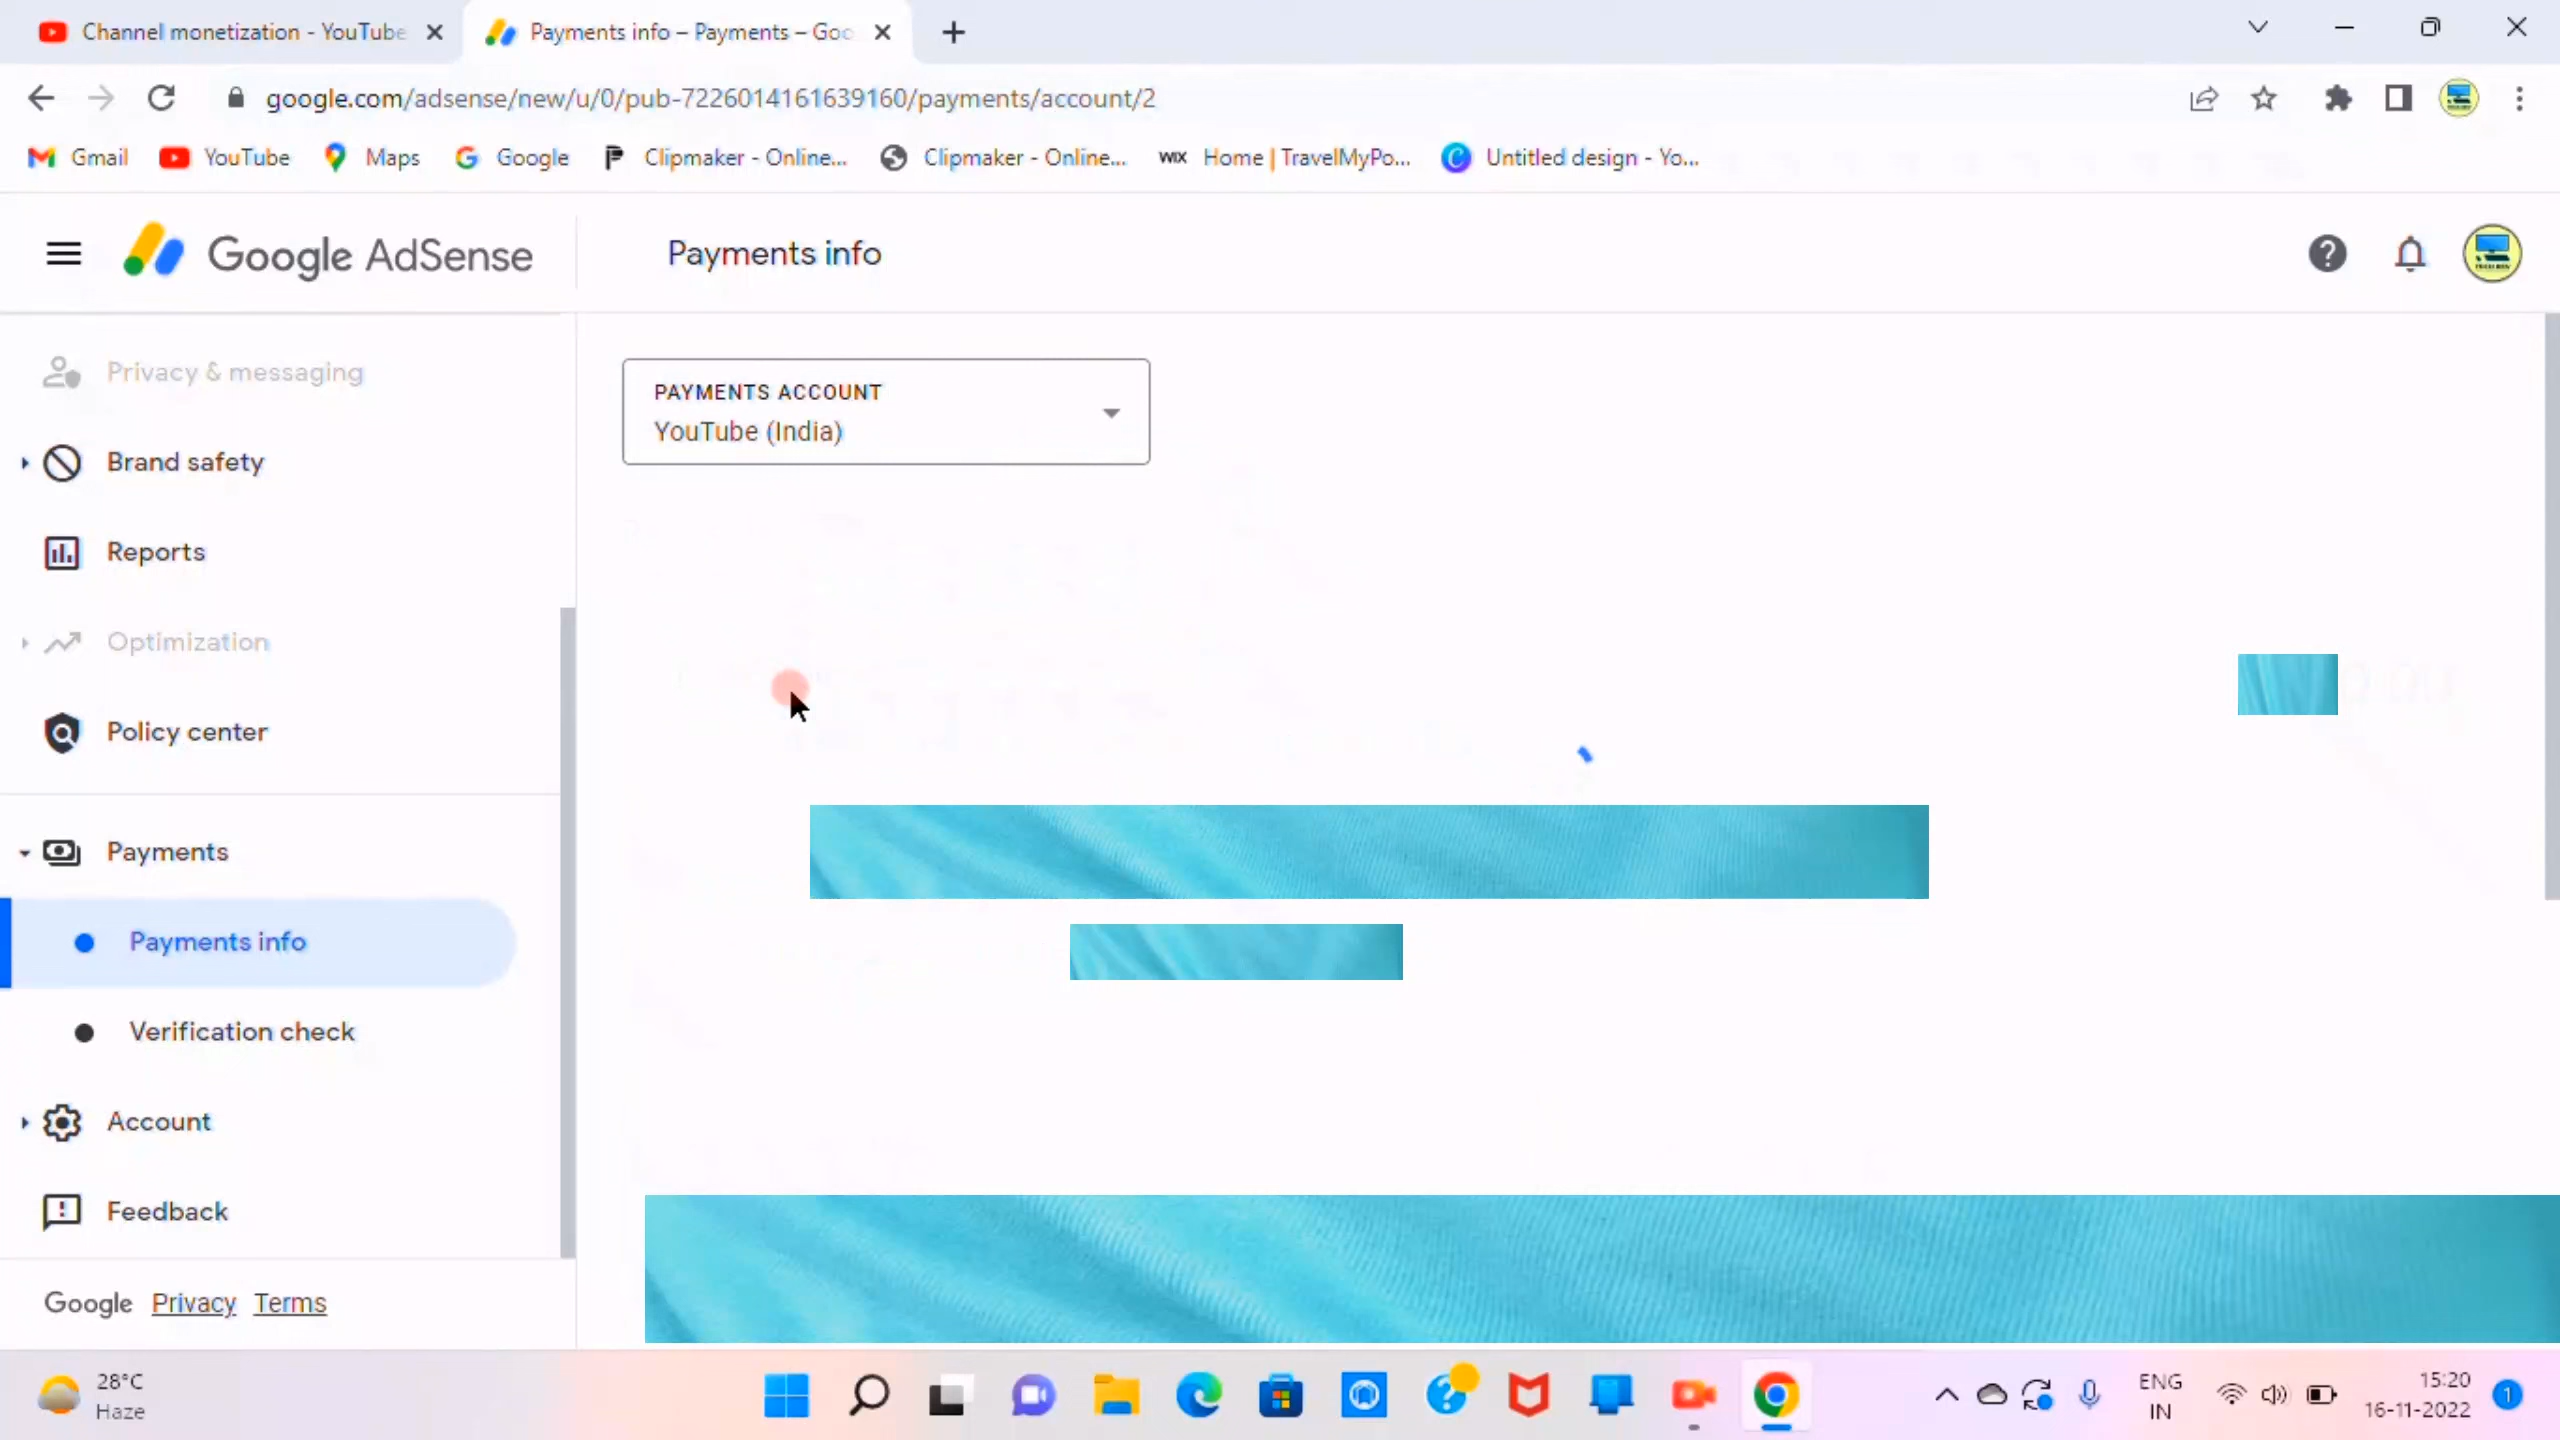 Channel monetization - YouTube
Payments info – Payments – Goo
google.com/adsense/new/u/0/pub-7226014161639160/payments/account/2
Gmail
YouTube
Maps
Google
Clipmaker - Online...
Clipmaker - Online...
WIX Home | TravelMyPo...
Untitled design - Yo...
Google AdSense
Payments info
Privacy & messaging
Brand safety
Reports
Optimization
Policy center
Payments
Payments info
Verification check
Account
Feedback
Google Privacy Terms
PAYMENTS ACCOUNT
YouTube (India)
28°C
Haze
ENG
IN
15:20
16-11-2022
1